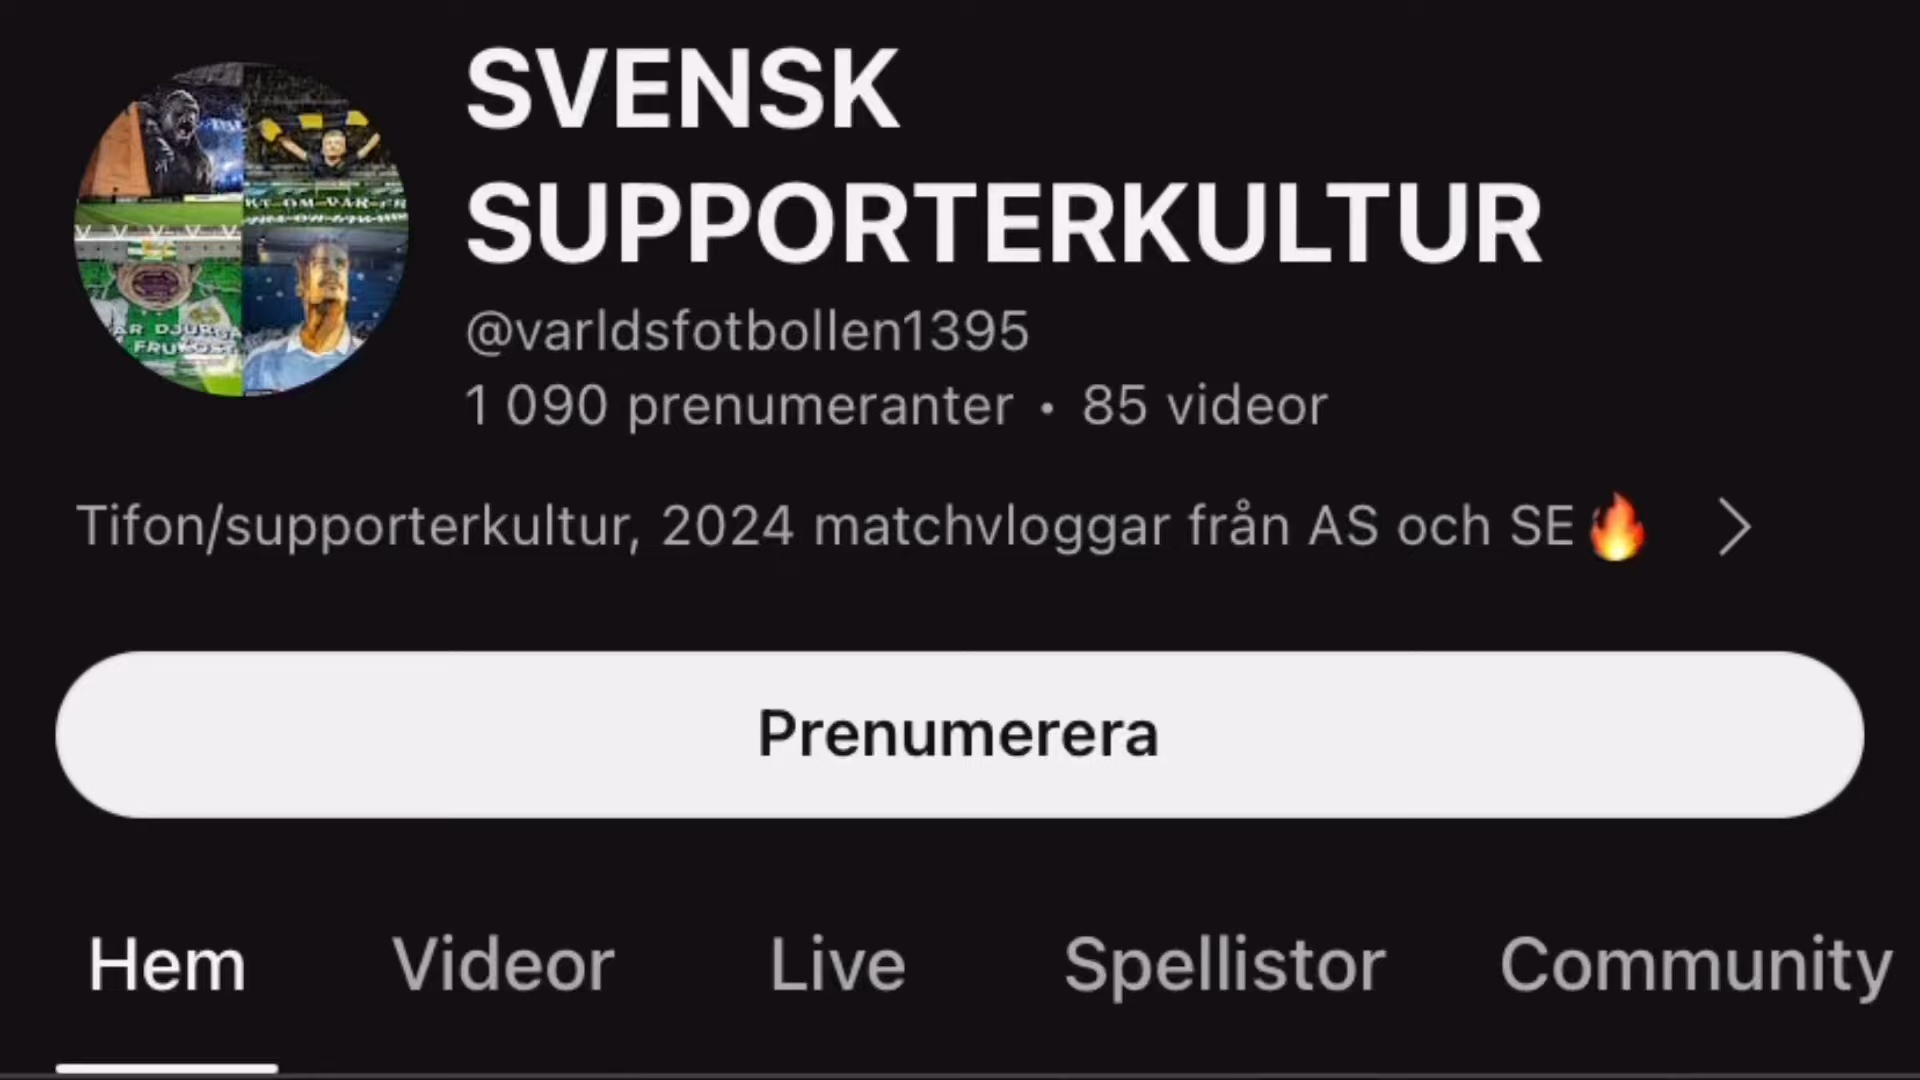 SVENSK
SUPPORTERKULTUR
@varldsfotbollen1395
1 090 prenumeranter • 85 videor
Tifon/supporterkultur, 2024 matchvloggar från AS och SE🔥
Prenumerera
Hem Videor Live Spellistor Community